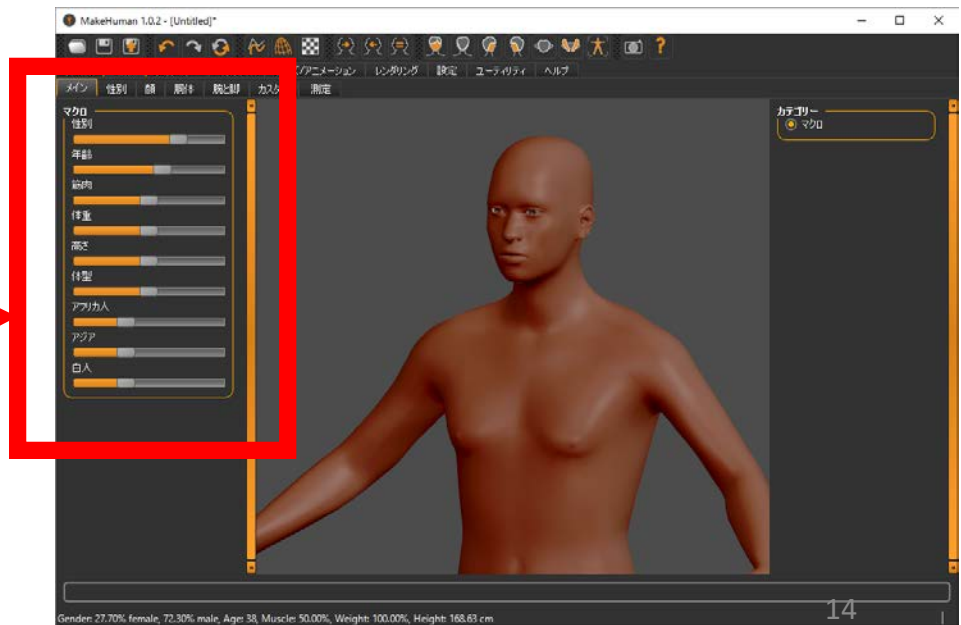 MakeHuman 1.0.2 - [Untitled]*
/アニメーション レンダリング 設定 ユーティリティ ヘルプ
メイン 性別 顔 胴体 腕と脚 カスタ 測定
マクロ
性別
年齢
筋肉
体重
高さ
体型
アフリカ人
アジア
白人
カテゴリー
マクロ
14
Gender: 27.70% female, 72.30% male, Age: 38, Muscle: 50.00%, Weight: 100.00%, Height: 168.63 cm